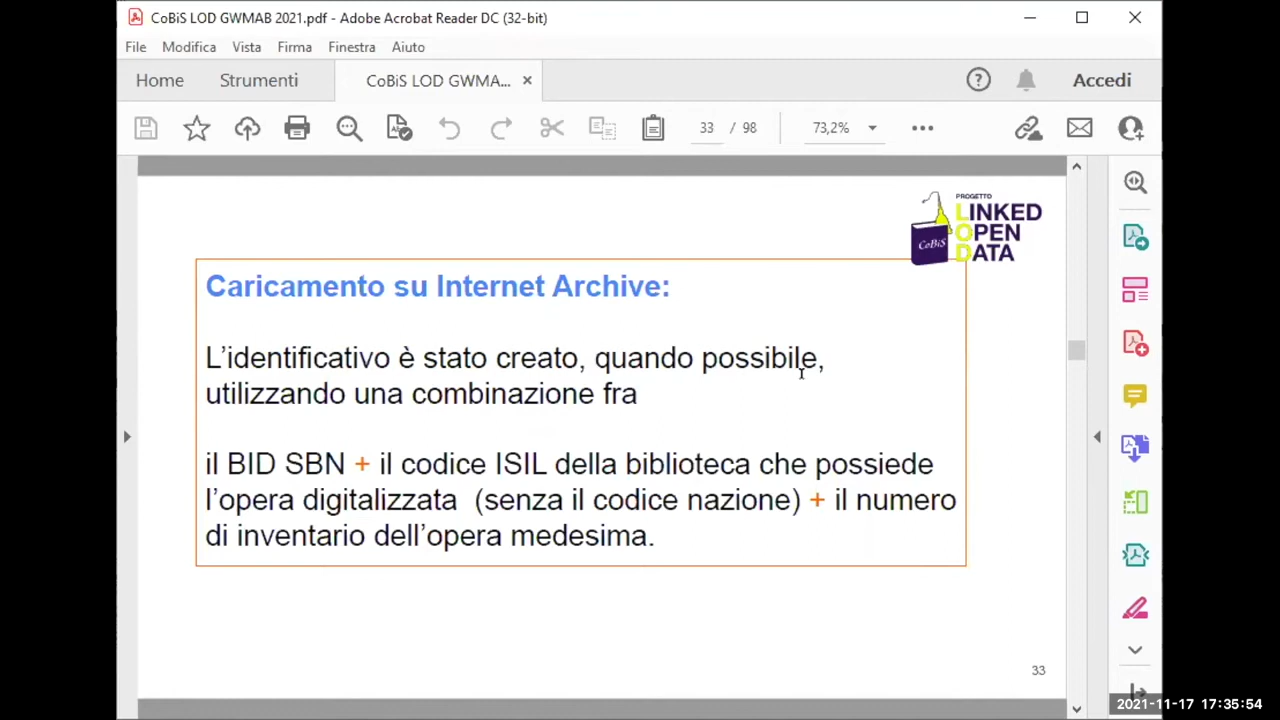 CoBiS LOD GWMAB 2021.pdf - Adobe Acrobat Reader DC (32-bit)
File Modifica Vista Firma Finestra Aiuto
Home Strumenti CoBiS LOD GWMA... × Accedi
33 / 98 73,2%
PROGETTO
LINKED
OPEN
DATA
CoBiS
Caricamento su Internet Archive:
L’identificativo è stato creato, quando possibile,
utilizzando una combinazione fra
il BID SBN + il codice ISIL della biblioteca che possiede
l’opera digitalizzata (senza il codice nazione) + il numero
di inventario dell’opera medesima.
33
2021-11-17 17:35:54